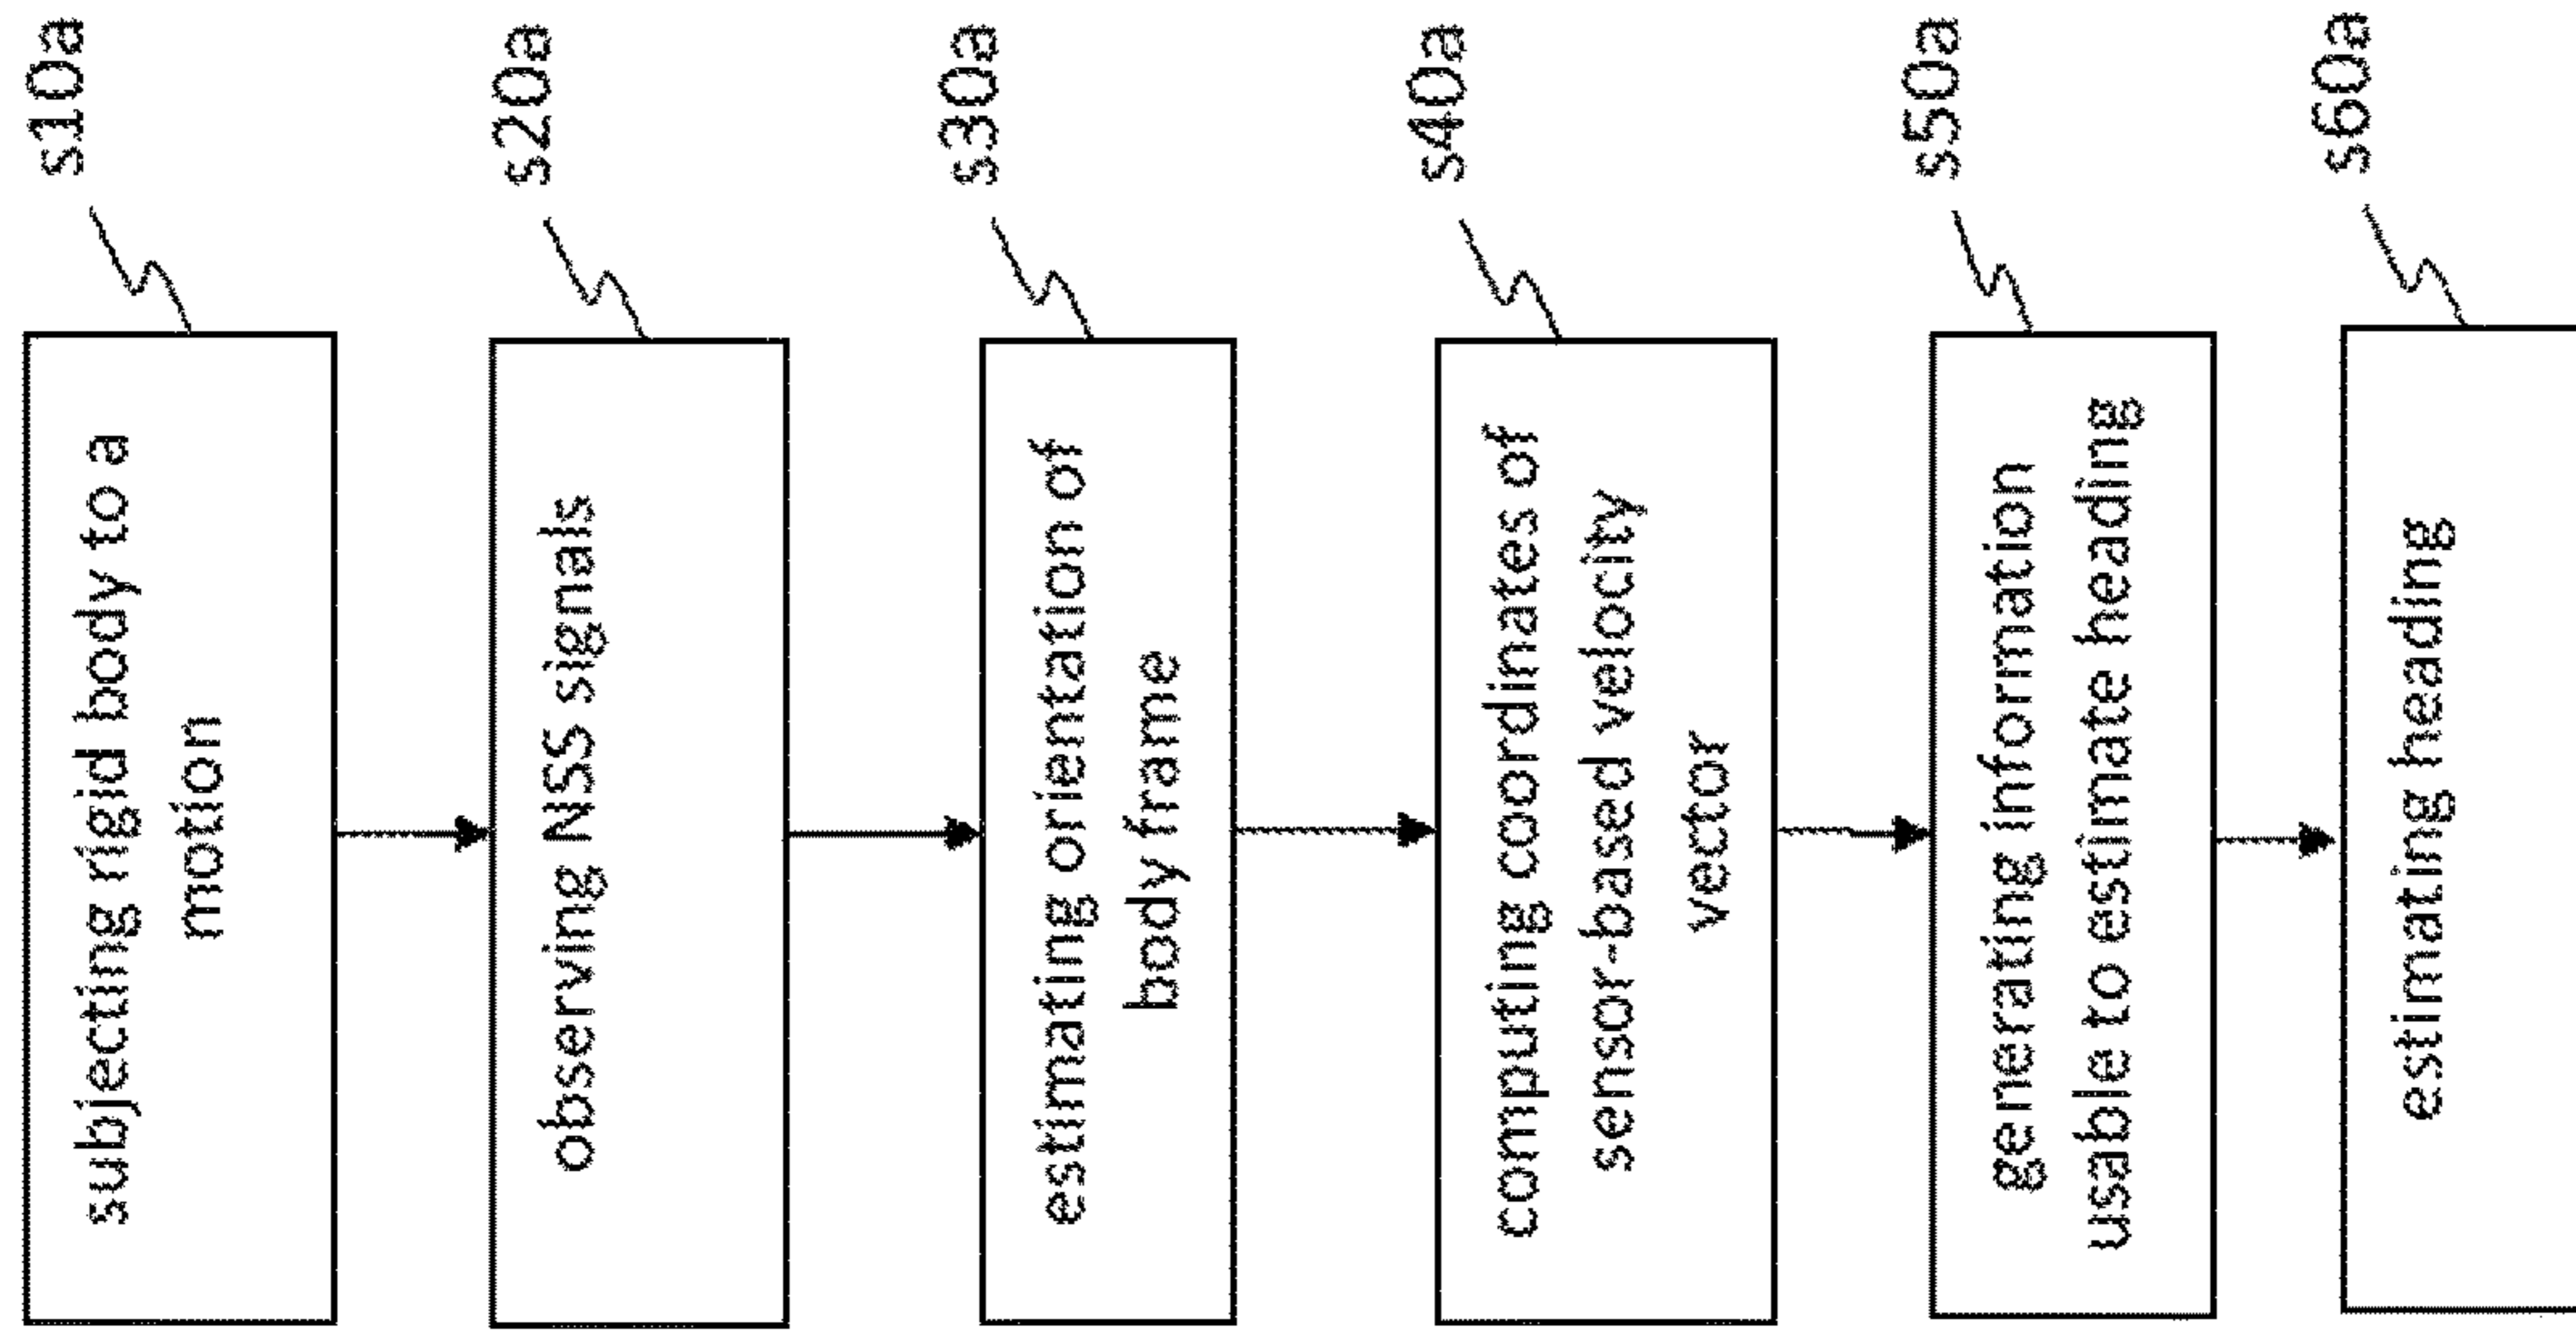 s10a
subjecting rigid body to a
motion
s20a
observing NSS signals
s30a
estimating orientation of
body frame
s40a
computing coordinates of
sensor-based velocity
vector
s50a
generating information
usable to estimate heading
s60a
estimating heading